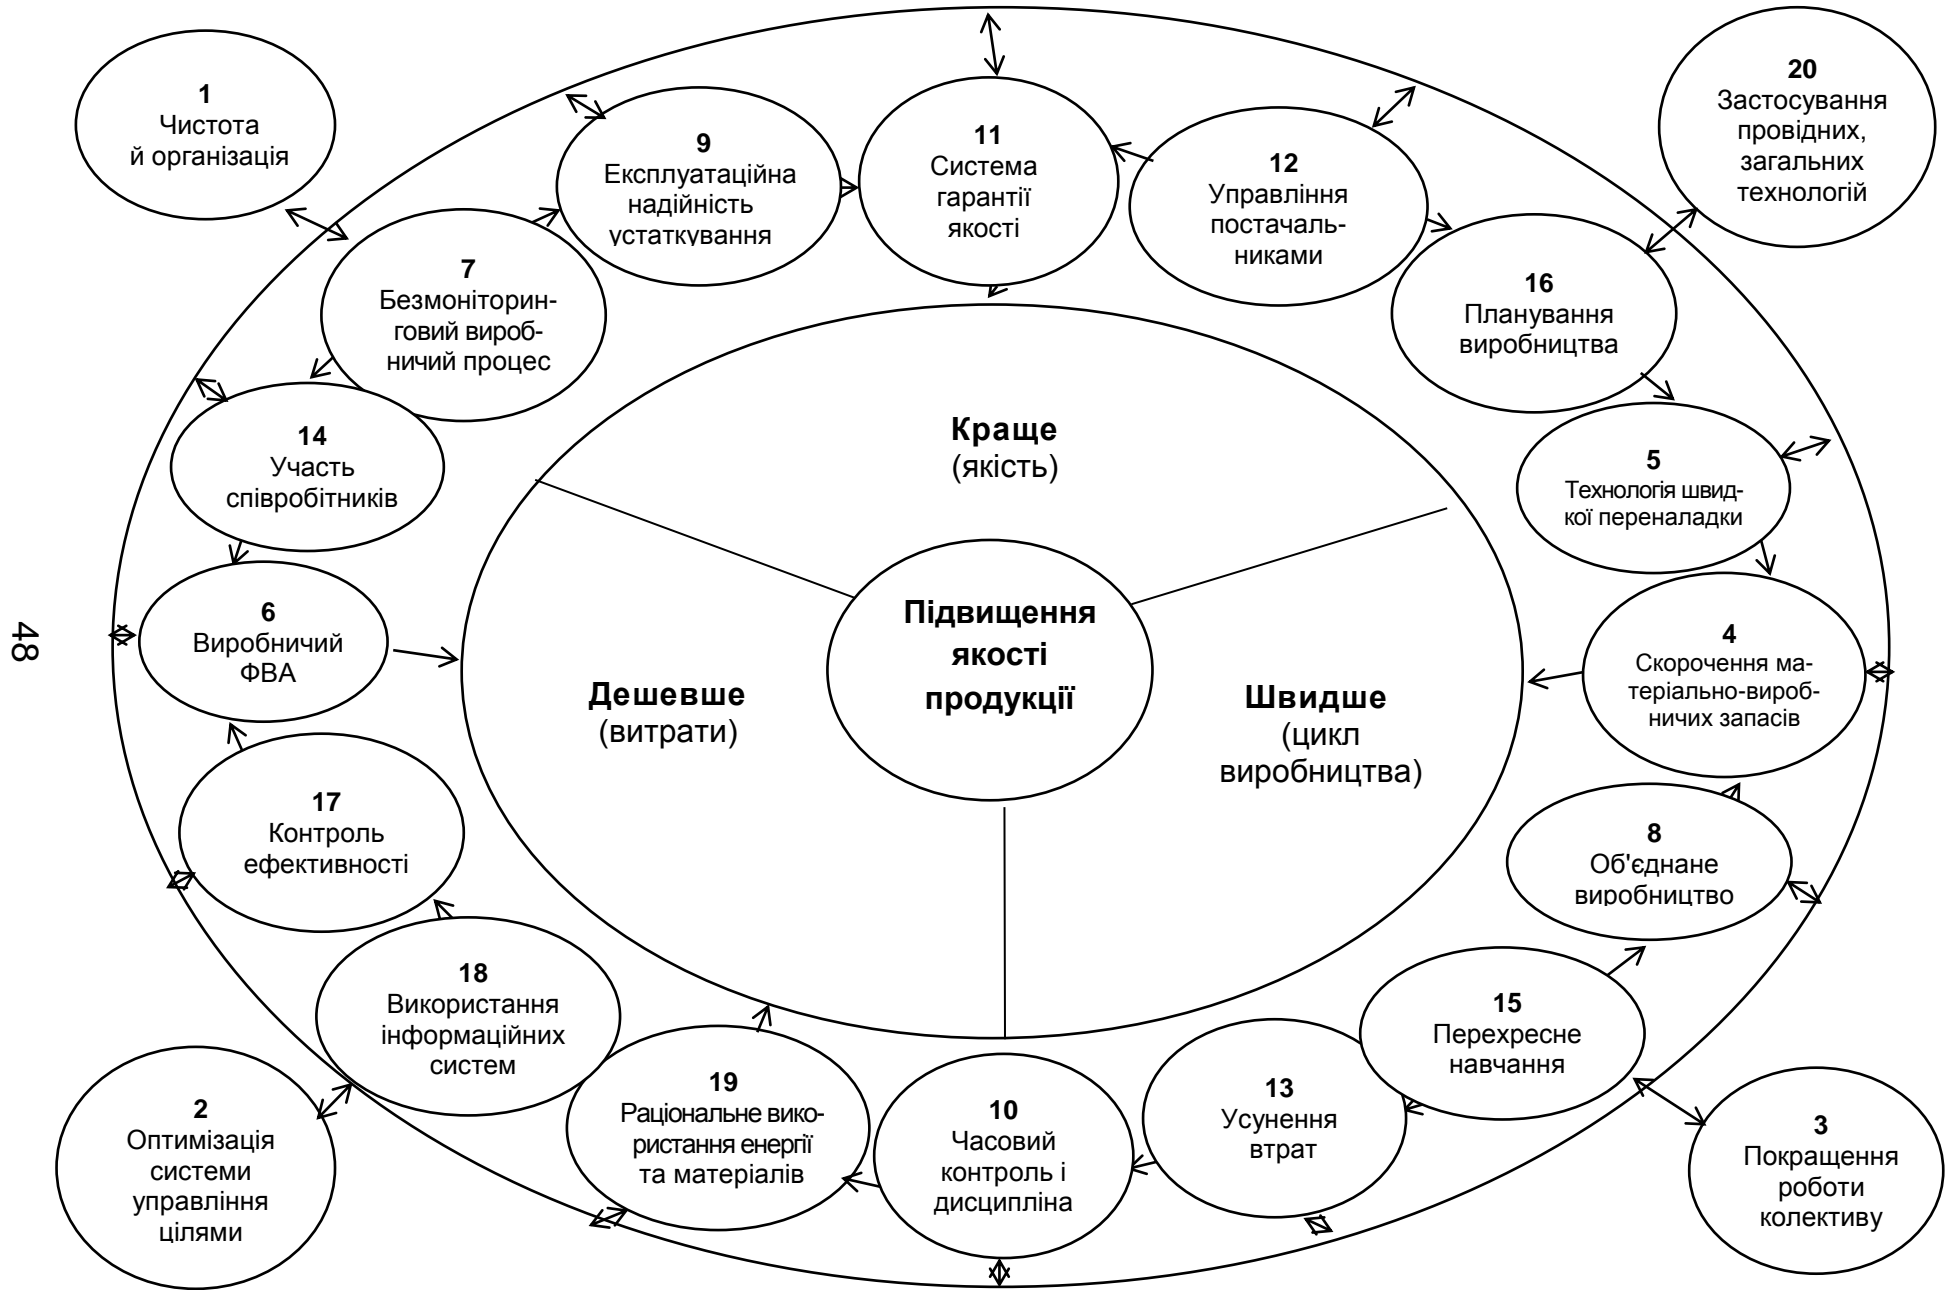 1
Чистота
й організація
9
Експлуатаційна
надійність
устаткування
11
Система
гарантії
якості
12
Управління
постачаль-
никами
20
Застосування
провідних,
загальних
технологій
7
Безмоніторин-
говий вироб-
ничий процес
16
Планування
виробництва
14
Участь
співробітників
Краще
(якість)
5
Технологія швид-
кої переналадки
6
Виробничий
ФВА
Підвищення
якості
продукції
4
Скорочення ма-
теріально-вироб-
ничих запасів
48
Дешевше
(витрати)
Швидше
(цикл
виробництва)
17
Контроль
ефективності
8
Об'єднане
виробництво
18
Використання
інформаційних
систем
15
Перехресне
навчання
2
Оптимізація
системи
управління
цілями
19
Раціональне вико-
ристання енергії
та матеріалів
10
Часовий
контроль і
дисципліна
13
Усунення
втрат
3
Покращення
роботи
колективу